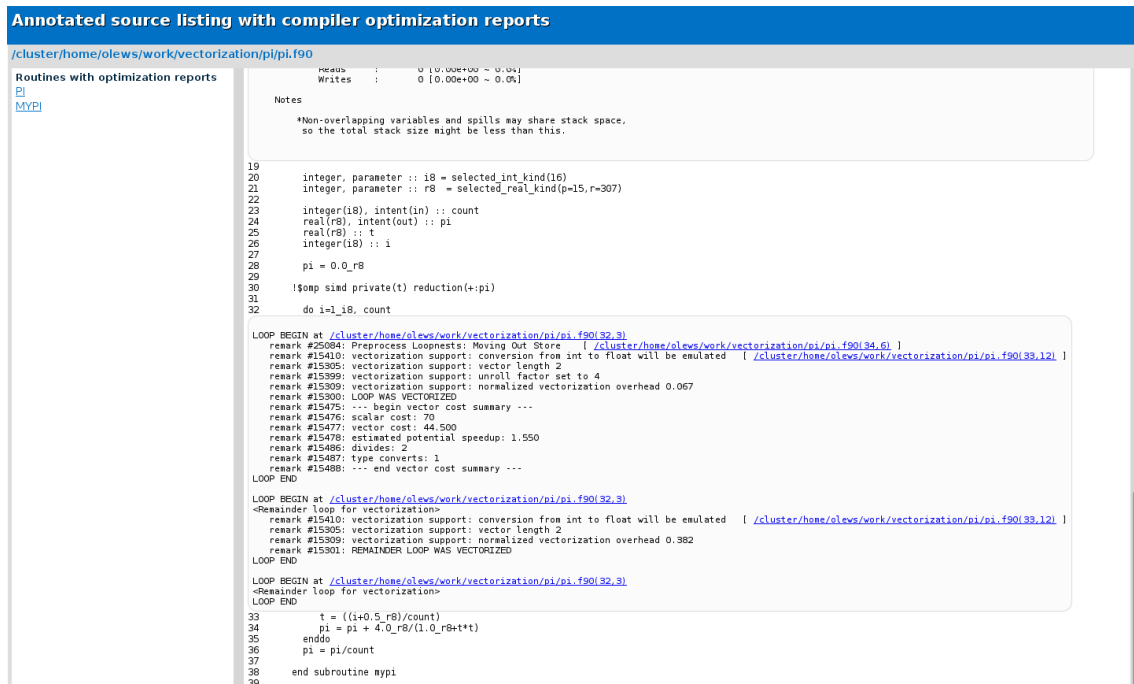 Annotated source listing with compiler optimization reports
/cluster/home/olews/work/vectorization/pi/pi.f90
Routines with optimization reports
PI
MYPI
Reads : 0 [0.00e+00 ~ 0.0%]
Writes : 0 [0.00e+00 ~ 0.0%]
Notes
*Non-overlapping variables and spills may share stack space,
so the total stack size might be less than this.
19
20 integer, parameter :: i8 = selected_int_kind(16)
21 integer, parameter :: r8 = selected_real_kind(p=15,r=307)
22
23 integer(i8), intent(in) :: count
24 real(r8), intent(out) :: pi
25 real(r8) :: t
26 integer(i8) :: i
27
28 pi = 0.0_r8
29
30 !$omp simd private(t) reduction(+:pi)
31
32 do i=1_i8, count
LOOP BEGIN at /cluster/home/olews/work/vectorization/pi/pi.f90(32,3)
remark #25084: Preprocess Loopnests: Moving Out Store [ /cluster/home/olews/work/vectorization/pi/pi.f90(34,6) ]
remark #15410: vectorization support: conversion from int to float will be emulated [ /cluster/home/olews/work/vectorization/pi/pi.f90(33,12) ]
remark #15305: vectorization support: vector length 2
remark #15399: vectorization support: unroll factor set to 4
remark #15309: vectorization support: normalized vectorization overhead 0.067
remark #15300: LOOP WAS VECTORIZED
remark #15475: --- begin vector cost summary ---
remark #15476: scalar cost: 70
remark #15477: vector cost: 44.500
remark #15478: estimated potential speedup: 1.550
remark #15486: divides: 2
remark #15487: type converts: 1
remark #15488: --- end vector cost summary ---
LOOP END
LOOP BEGIN at /cluster/home/olews/work/vectorization/pi/pi.f90(32,3)
<Remainder loop for vectorization>
remark #15410: vectorization support: conversion from int to float will be emulated [ /cluster/home/olews/work/vectorization/pi/pi.f90(33,12) ]
remark #15305: vectorization support: vector length 2
remark #15309: vectorization support: normalized vectorization overhead 0.382
remark #15301: REMAINDER LOOP WAS VECTORIZED
LOOP END
LOOP BEGIN at /cluster/home/olews/work/vectorization/pi/pi.f90(32,3)
<Remainder loop for vectorization>
LOOP END
33 t = ((i+0.5_r8)/count)
34 pi = pi + 4.0_r8/(1.0_r8+t*t)
35 enddo
36 pi = pi/count
37
38 end subroutine mypi
39